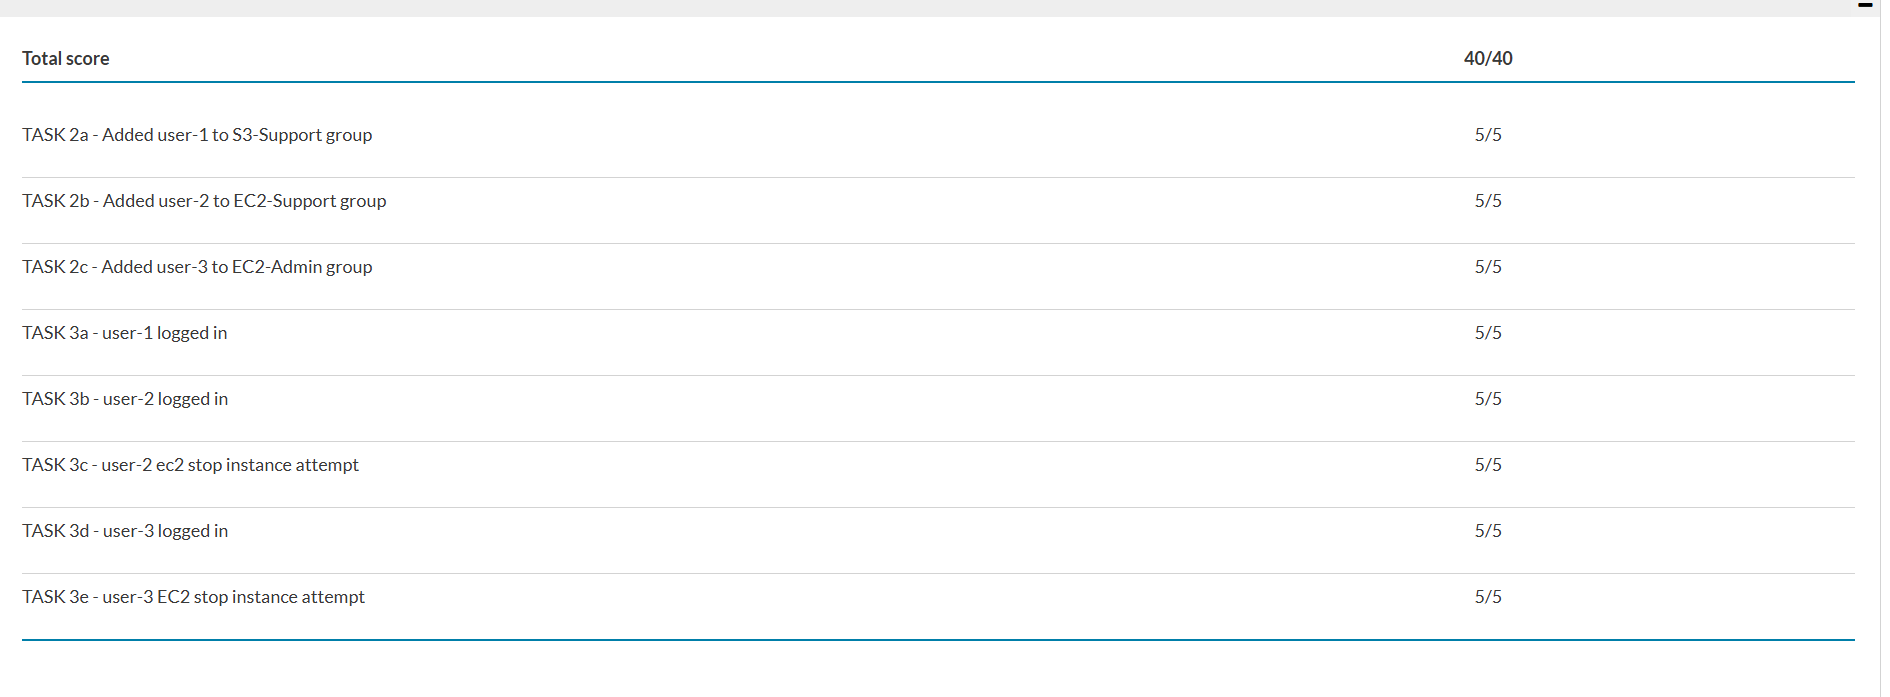 Total score 40/40
TASK 2a - Added user-1 to S3-Support group 5/5
TASK 2b - Added user-2 to EC2-Support group 5/5
TASK 2c - Added user-3 to EC2-Admin group 5/5
TASK 3a - user-1 logged in 5/5
TASK 3b - user-2 logged in 5/5
TASK 3c - user-2 ec2 stop instance attempt 5/5
TASK 3d - user-3 logged in 5/5
TASK 3e - user-3 EC2 stop instance attempt 5/5